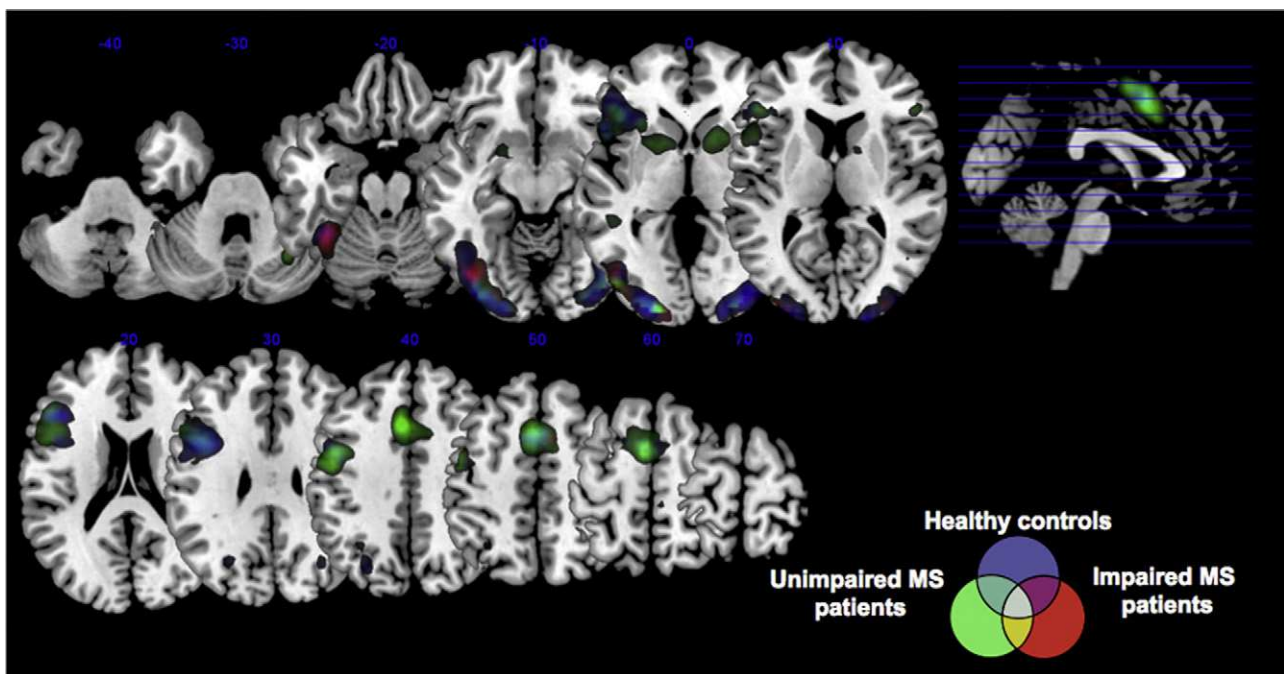 -40 -30 -20 -10 0 10
20 30 40 50 60 70
Healthy controls
Unimpaired MS
patients
Impaired MS
patients